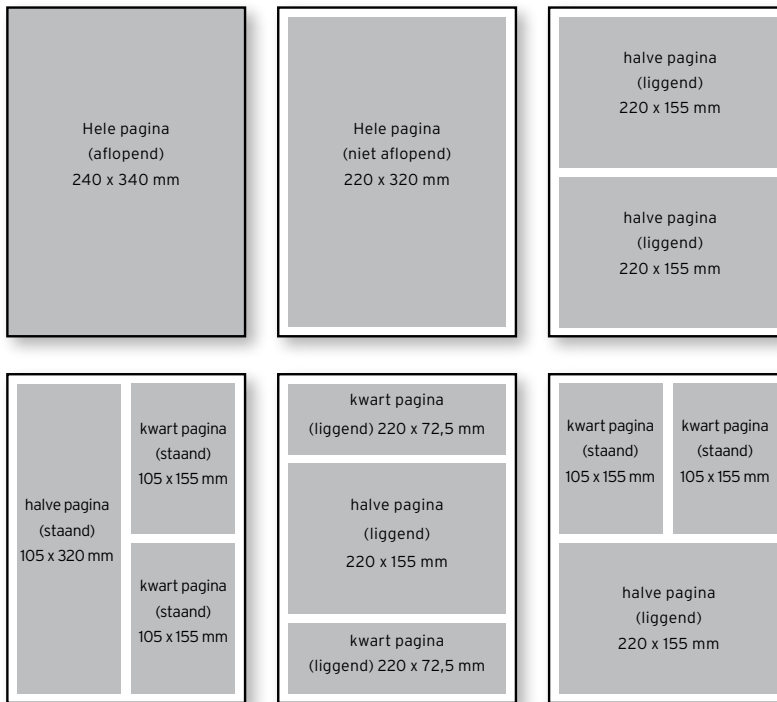 Hele pagina
(aflopend)
240 x 340 mm
Hele pagina
(niet aflopend)
220 x 320 mm
halve pagina
(liggend)
220 x 155 mm
halve pagina
(liggend)
220 x 155 mm
halve pagina
(staand)
105 x 320 mm
kwart pagina
(staand)
105 x 155 mm
kwart pagina
(staand)
105 x 155 mm
kwart pagina
(liggend) 220 x 72,5 mm
halve pagina
(liggend)
220 x 155 mm
kwart pagina
(liggend) 220 x 72,5 mm
kwart pagina
(staand)
105 x 155 mm
kwart pagina
(staand)
105 x 155 mm
halve pagina
(liggend)
220 x 155 mm